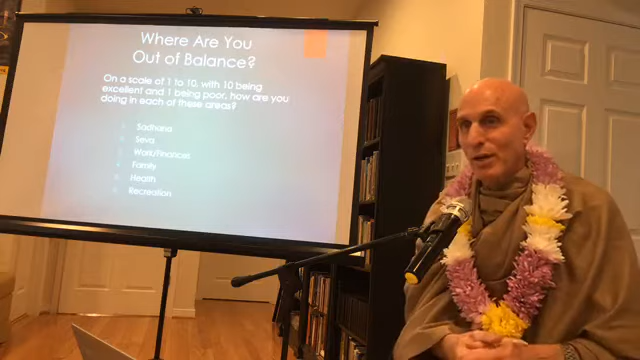 Where Are You
Out of Balance?
On a scale of 1 to 10, with 10 being
excellent and 1 being poor, how are you
doing in each of these areas?
Sadhana
Seva
Work/Finances
Family
Health
Recreation